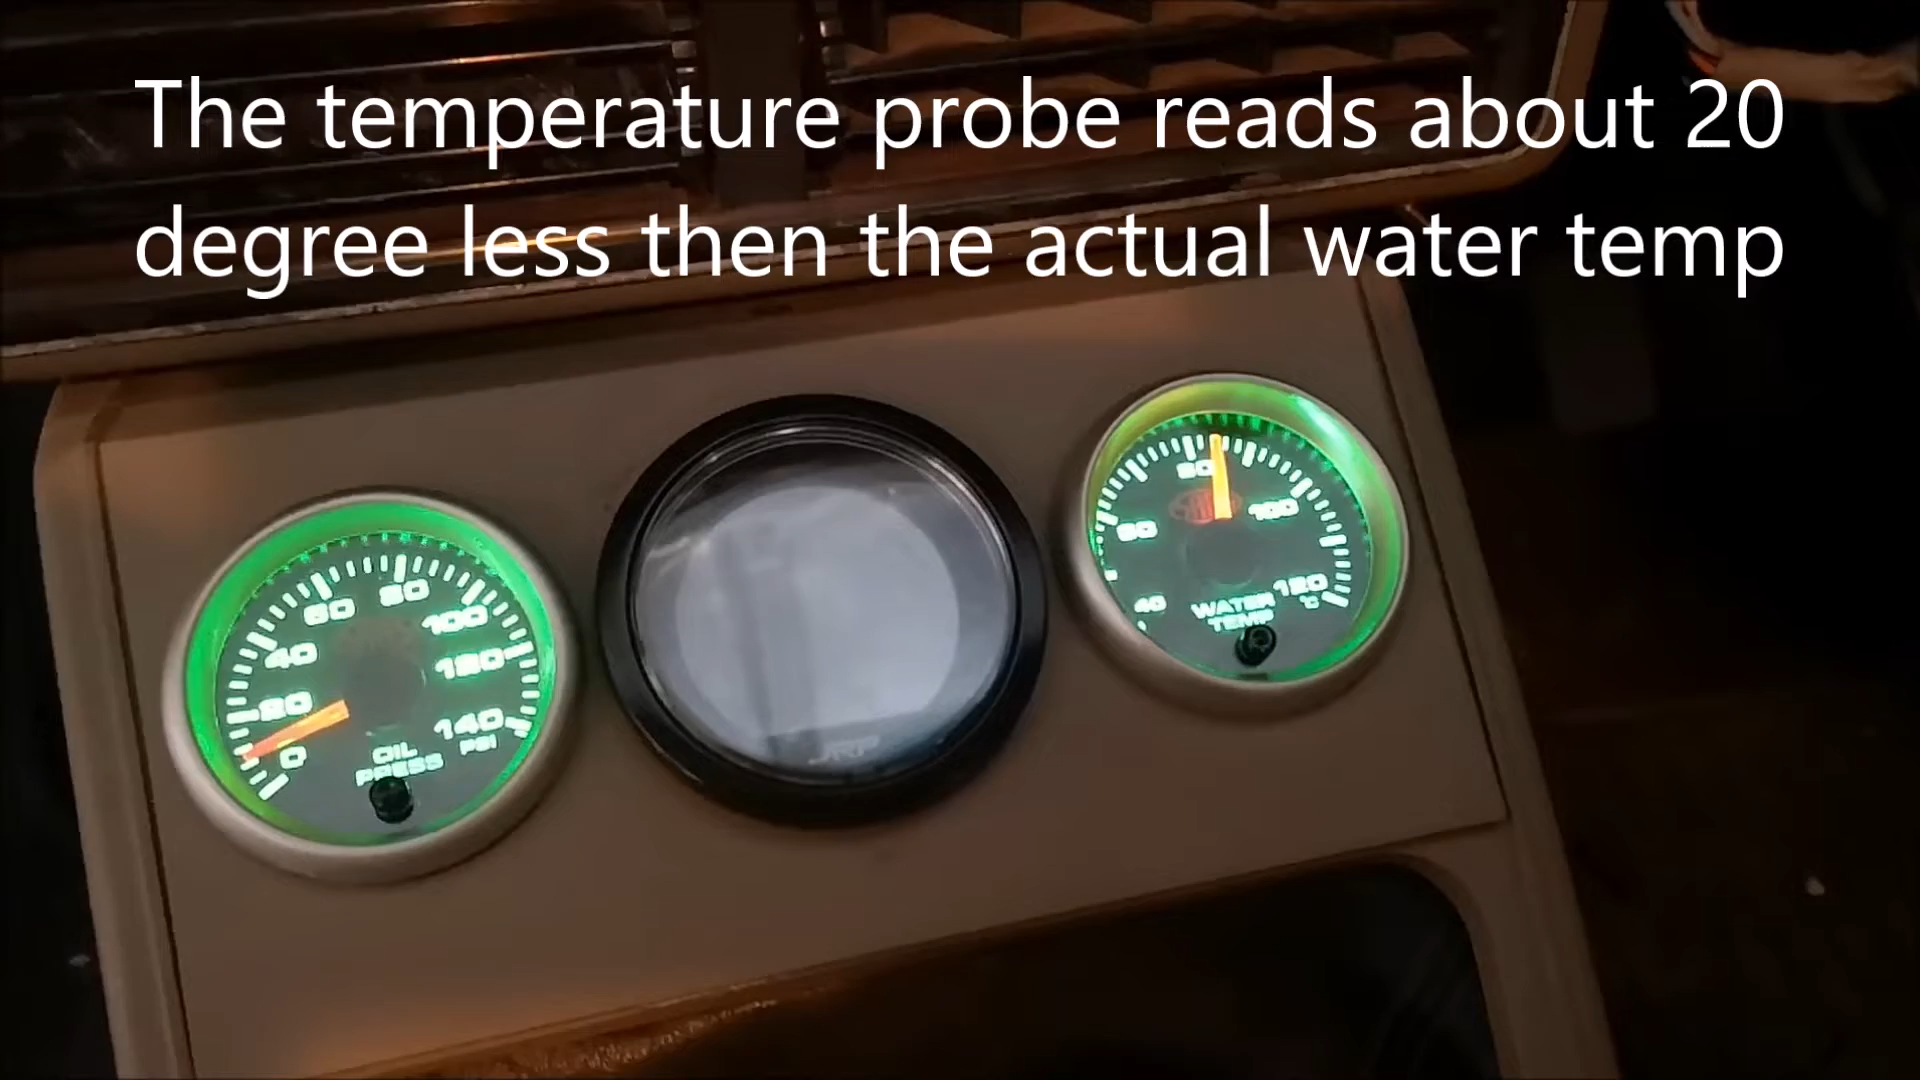 The temperature probe reads about 20
degree less then the actual water temp
60
80
100
40
120
20
140
0
PSI
OIL
PRESS
JRP
80
60
100
40
120
°C
WATER
TEMP